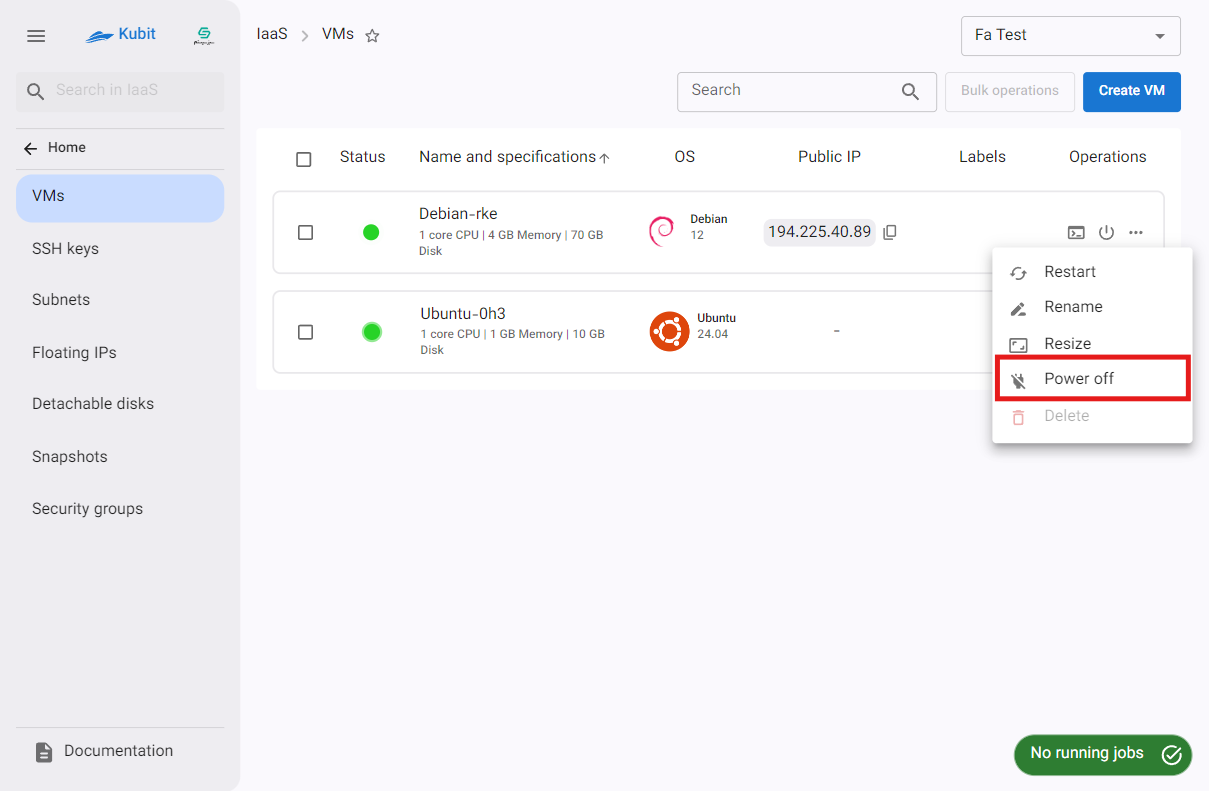 Kubit
IaaS
VMs
Fa Test
Search in IaaS
Search
Bulk operations
Create VM
Home
VMs
SSH keys
Subnets
Floating IPs
Detachable disks
Snapshots
Security groups
Status
Name and specifications
OS
Public IP
Labels
Operations
Debian-rke
1 core CPU | 4 GB Memory | 70 GB
Disk
Debian
12
194.225.40.89
Ubuntu-0h3
1 core CPU | 1 GB Memory | 10 GB
Disk
Ubuntu
24.04
-
Restart
Rename
Resize
Power off
Delete
Documentation
No running jobs